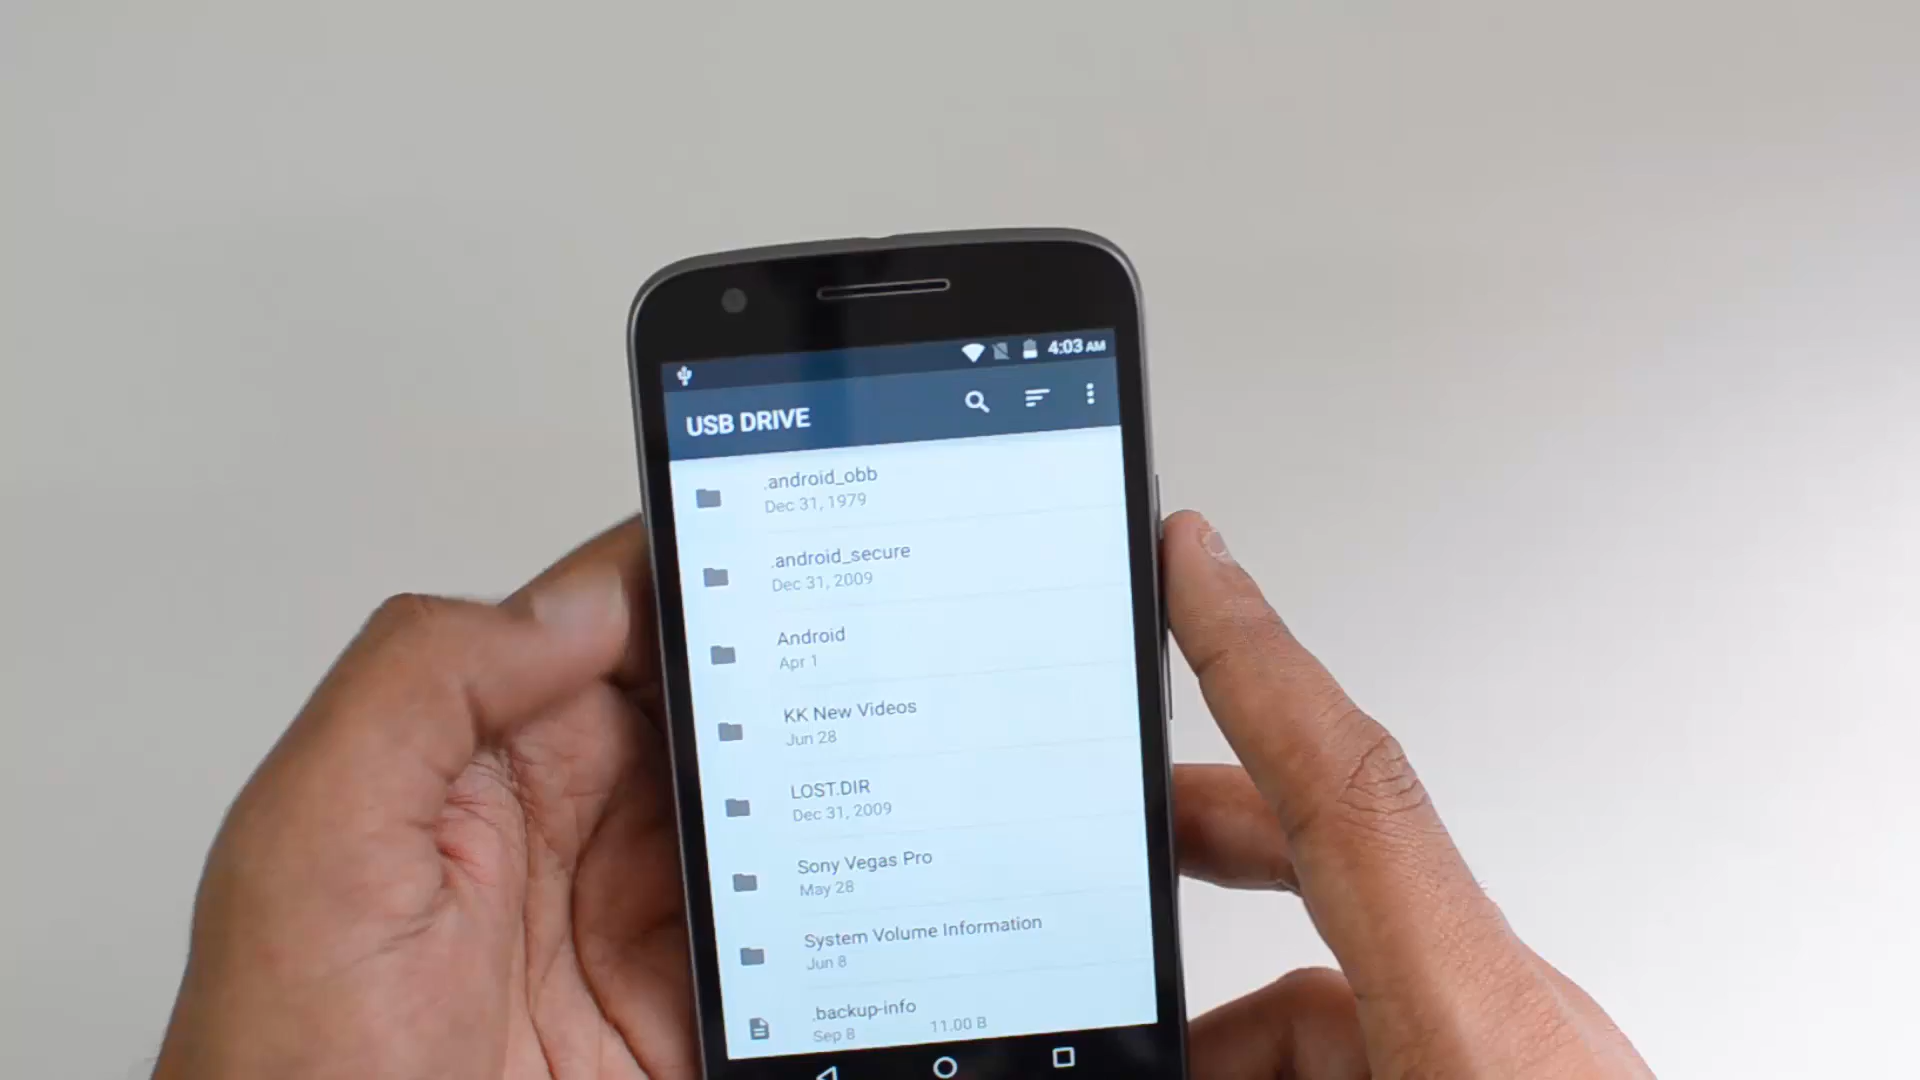 4:03 AM
USB DRIVE
.android_obb
Dec 31, 1979
.android_secure
Dec 31, 2009
Android
Apr 1
KK New Videos
Jun 28
LOST.DIR
Dec 31, 2009
Sony Vegas Pro
May 28
System Volume Information
Jun 8
.backup-info
Sep 8 11.00 B